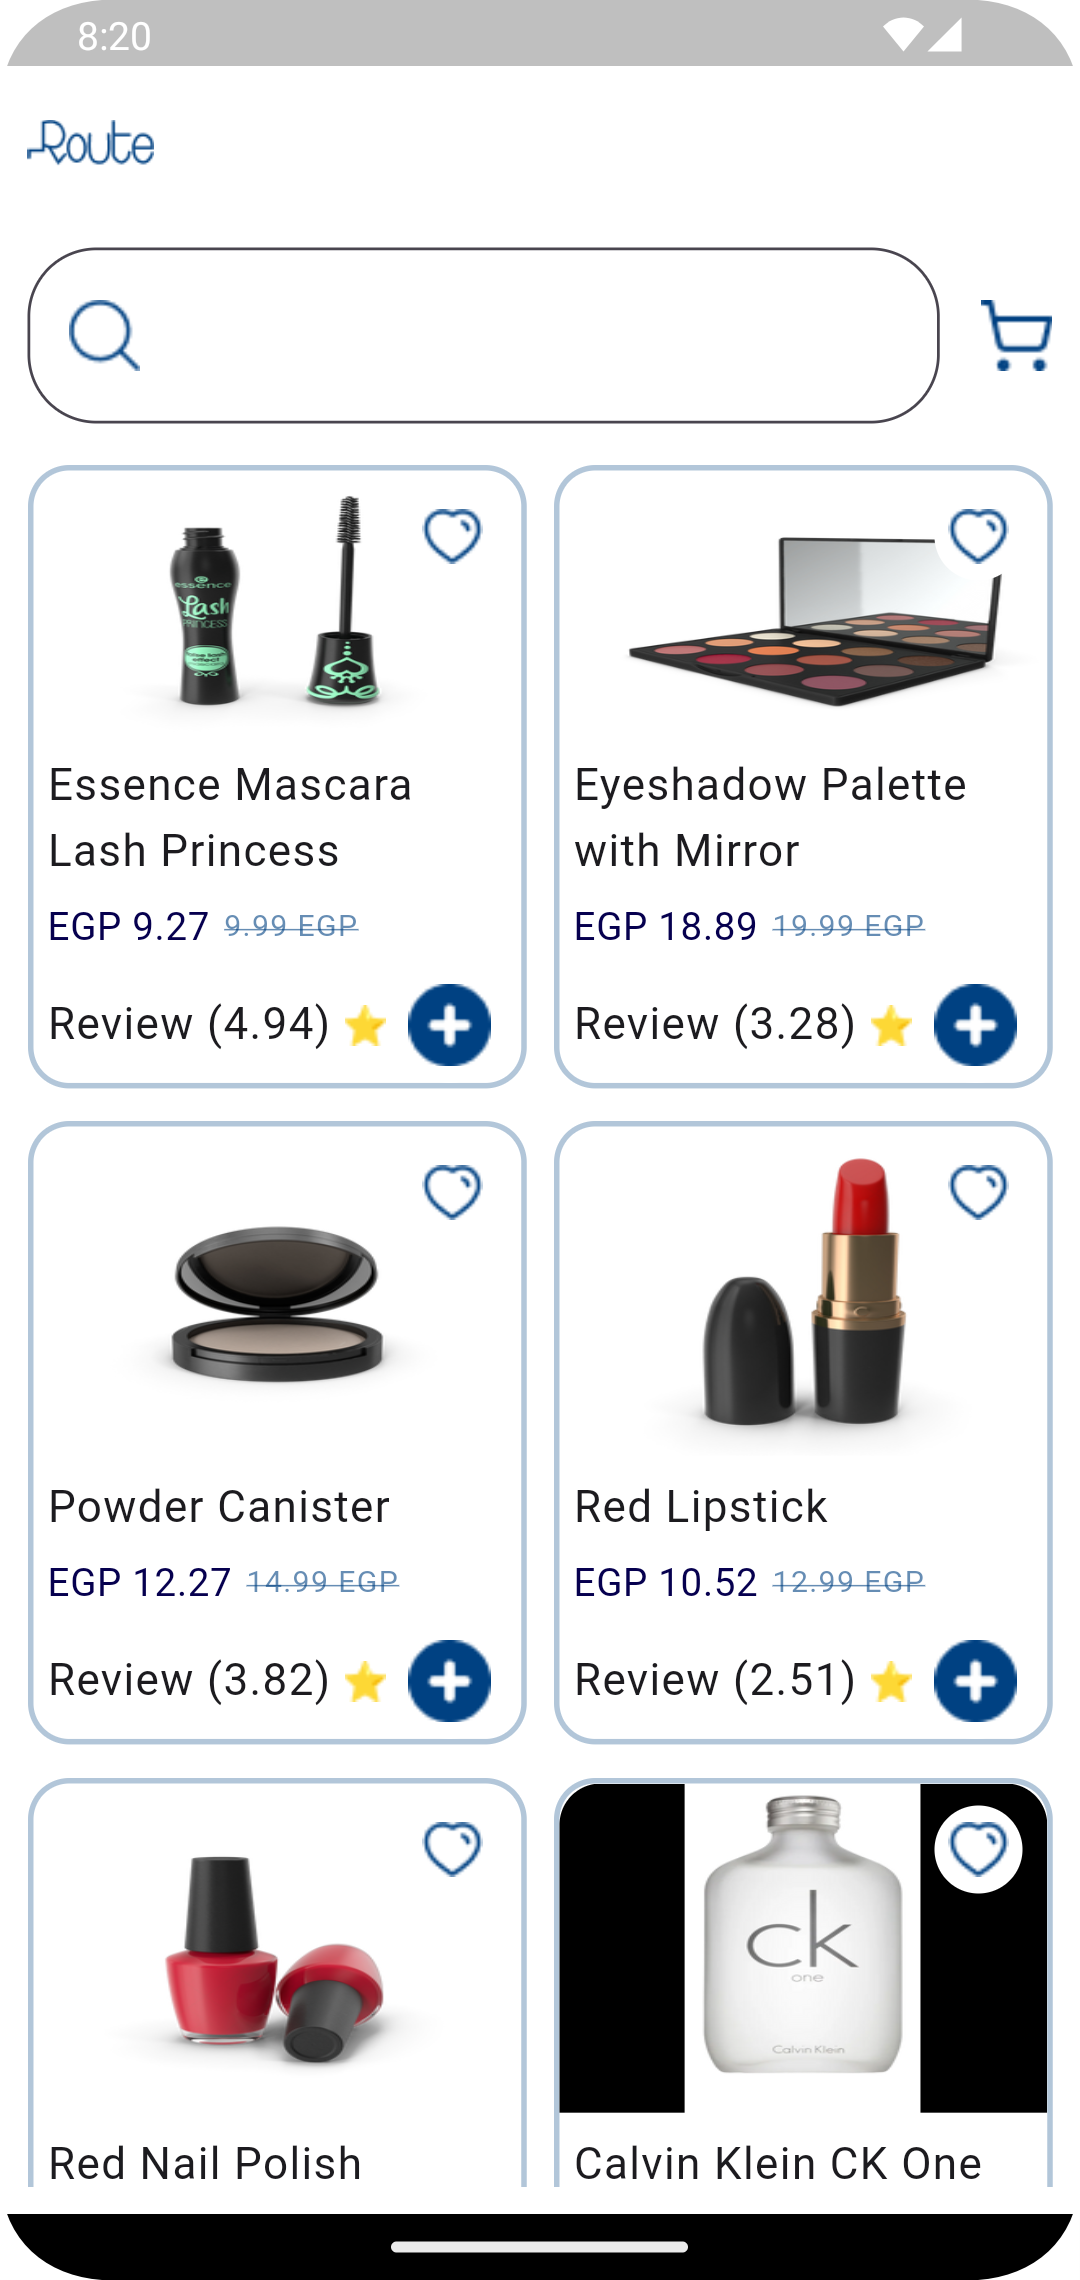 8:20
Route
essence
Lash
PRINCESS
false lash
effect
Essence Mascara
Lash Princess
EGP 9.27 9.99 EGP
Review (4.94)
Eyeshadow Palette
with Mirror
EGP 18.89 19.99 EGP
Review (3.28)
Powder Canister
EGP 12.27 14.99 EGP
Review (3.82)
Red Lipstick
EGP 10.52 12.99 EGP
Review (2.51)
Red Nail Polish
ck
one
Calvin Klein
Calvin Klein CK One